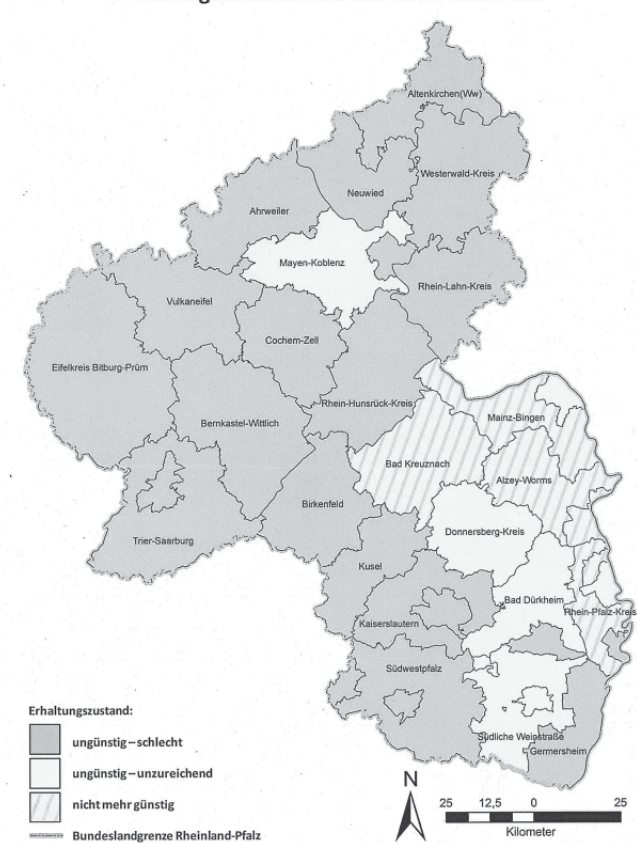 Altenkirchen(Ww)
Westerwald-Kreis
Neuwied
Ahrweiler
Mayen-Koblenz
Rhein-Lahn-Kreis
Vulkaneifel
Cochem-Zell
Eifelkreis Bitburg-Prüm
Rhein-Hunsrück-Kreis
Mainz-Bingen
Bernkastel-Wittlich
Bad Kreuznach
Alzey-Worms
Birkenfeld
Donnersberg-Kreis
Trier-Saarburg
Kusel
Bad Dürkheim
Rhein-Pfalz-Kreis
Kaiserslautern
Südwestpfalz
Südliche Weinstraße
Germersheim
Erhaltungszustand:
ungünstig – schlecht
ungünstig – unzureichend
nicht mehr günstig
Bundeslandgrenze Rheinland-Pfalz
N
25 12,5 0 25
Kilometer